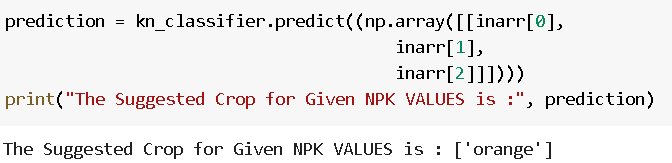 prediction = kn_classifier.predict((np.array([[inarr[0],
inarr[1],
inarr[2]]])))
print("The Suggested Crop for Given NPK VALUES is :", prediction)
The Suggested Crop for Given NPK VALUES is : ['orange']